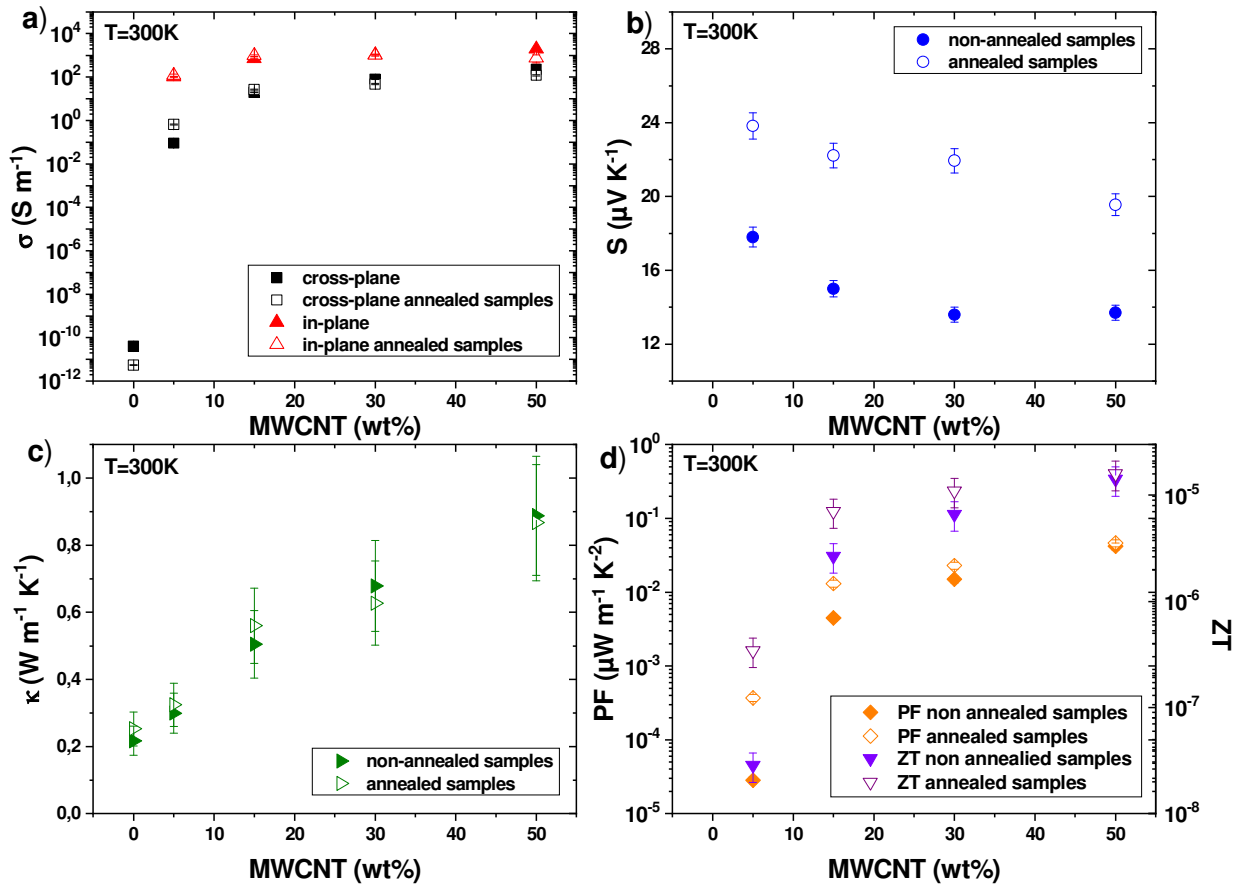 a)
T=300K
10^4
10^2
10^0
10^-2
10^-4
10^-6
10^-8
10^-10
10^-12
σ (S m^-1)
cross-plane
cross-plane annealed samples
in-plane
in-plane annealed samples
0 10 20 30 40 50
MWCNT (wt%)
b)
T=300K
28
24
20
16
12
S (µV K^-1)
non-annealed samples
annealed samples
0 10 20 30 40 50
MWCNT (wt%)
c)
T=300K
1,0
0,8
0,6
0,4
0,2
0,0
κ (W m^-1 K^-1)
non-annealed samples
annealed samples
0 10 20 30 40 50
MWCNT (wt%)
d)
T=300K
10^0
10^-1
10^-2
10^-3
10^-4
10^-5
PF (µW m^-1 K^-2)
10^-5
10^-6
10^-7
10^-8
ZT
PF non annealed samples
PF annealed samples
ZT non annealied samples
ZT annealed samples
0 10 20 30 40 50
MWCNT (wt%)